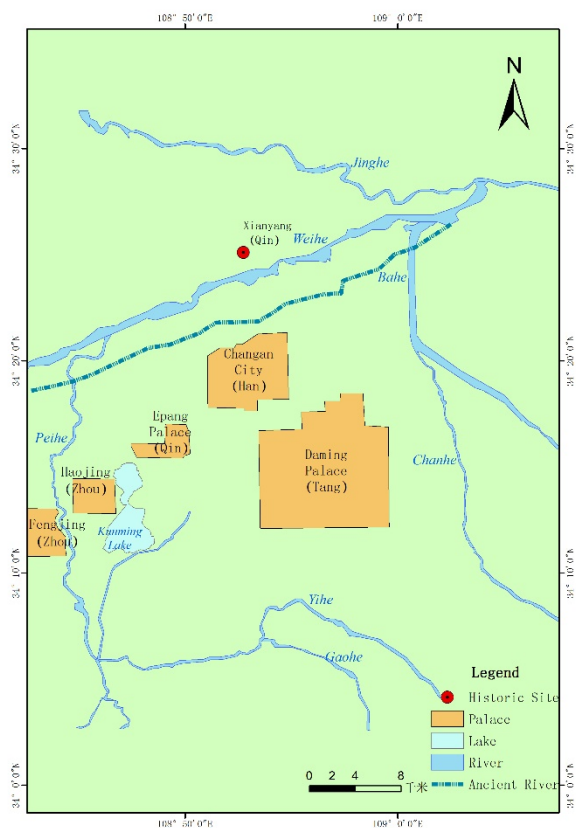 108° 50′0″E
109° 0′0″E
N
34° 30′0″N
34° 30′0″N
Jinghe
Xianyang
(Qin)
Weihe
Bahe
34° 20′0″N
34° 20′0″N
Changan
City
(Han)
Epang
Palace
(Qin)
Peihe
Daming
Palace
(Tang)
Chanhe
Haojing
(Zhou)
Fengjing
(Zhou)
Kunming
Lake
34° 10′0″N
34° 10′0″N
Yihe
Gaohe
Legend
Historic Site
Palace
Lake
River
Ancient River
0 2 4 8
千米
34° 0′0″N
34° 0′0″N
108° 50′0″E
109° 0′0″E